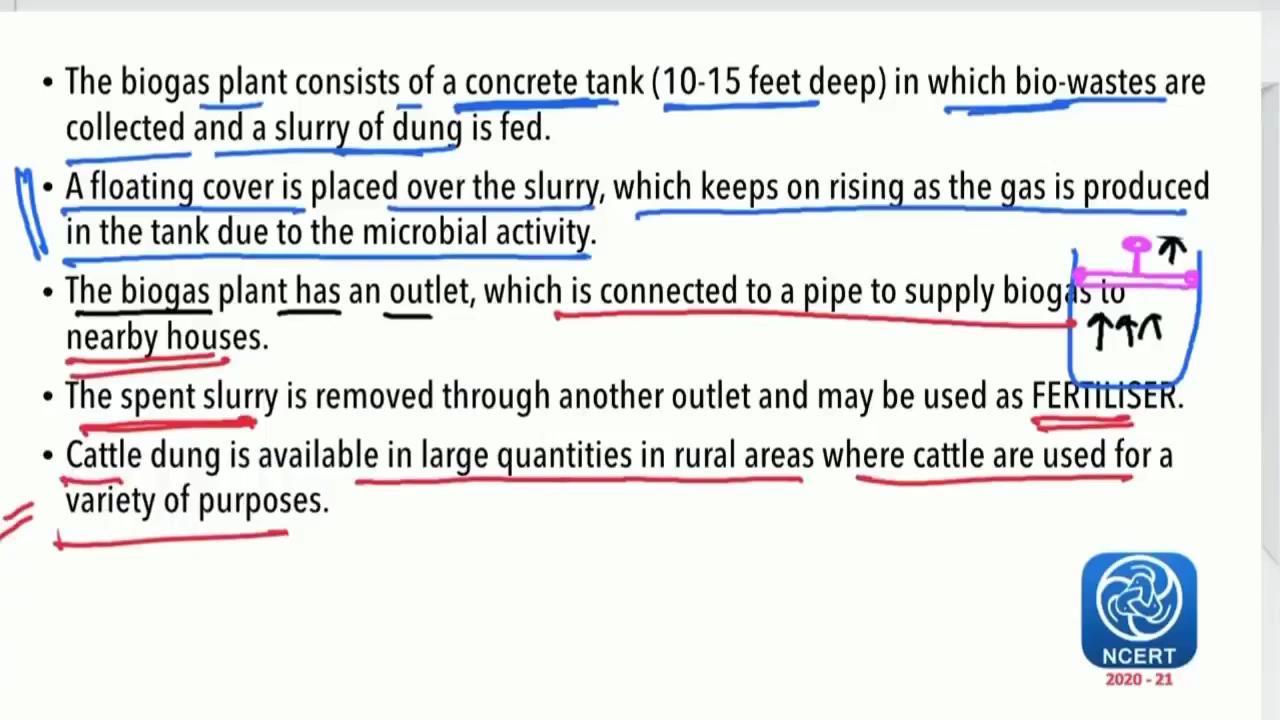 • The biogas plant consists of a concrete tank (10-15 feet deep) in which bio-wastes are
collected and a slurry of dung is fed.
• A floating cover is placed over the slurry, which keeps on rising as the gas is produced
in the tank due to the microbial activity.
• The biogas plant has an outlet, which is connected to a pipe to supply biogas to
nearby houses.
• The spent slurry is removed through another outlet and may be used as FERTILISER.
• Cattle dung is available in large quantities in rural areas where cattle are used for a
variety of purposes.
NCERT
2020 - 21